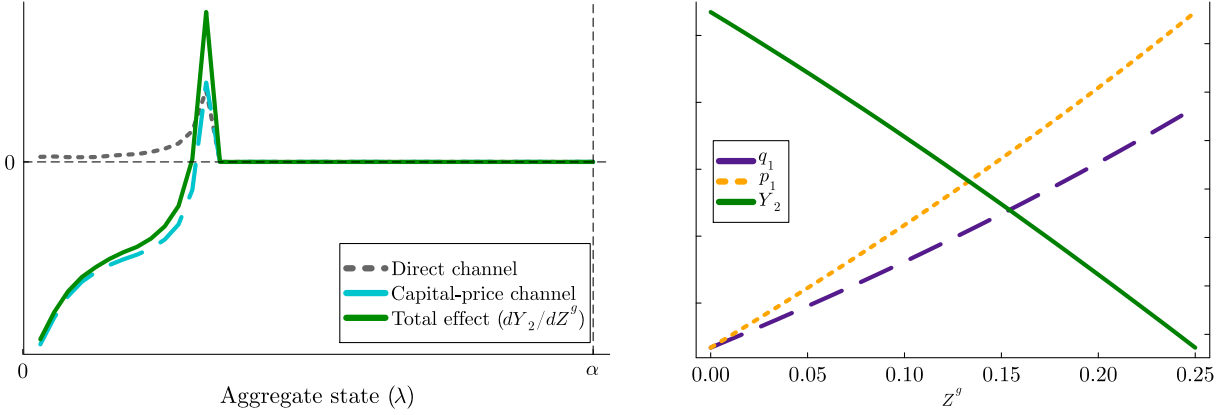 0
Direct channel
Capital-price channel
Total effect (dY₂/dZᵍ)
0
α
Aggregate state (λ)
q₁
p₁
Y₂
0.00
0.05
0.10
0.15
0.20
0.25
Zᵍ